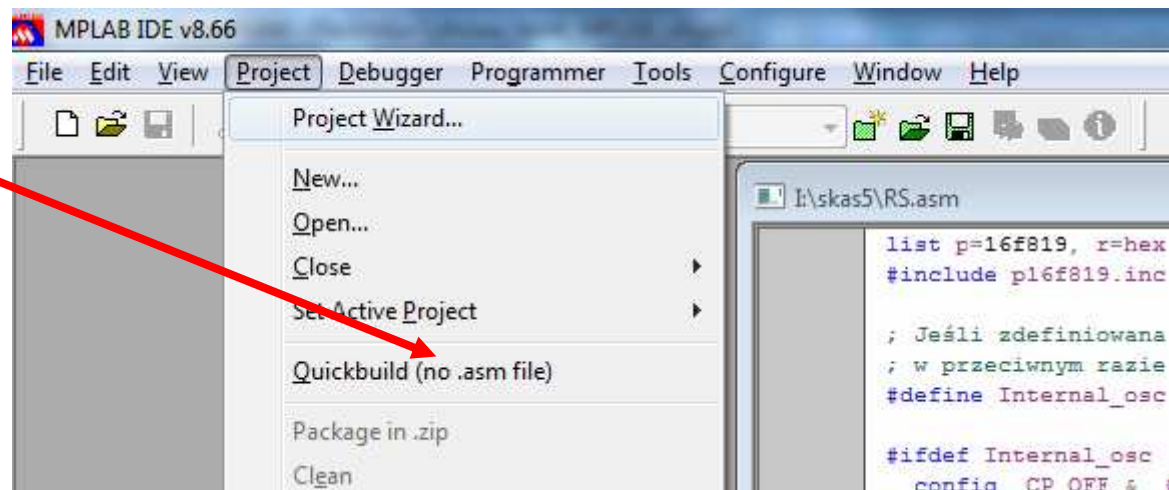 MPLAB IDE v8.66
File Edit View Project Debugger Programmer Tools Configure Window Help
Project Wizard...
New...
Open...
Close
Set Active Project
Quickbuild (no .asm file)
Package in .zip
Clean
I:\skas5\RS.asm
list p=16f819, r=hex
#include p16f819.inc
; Jeśli zdefiniowana
; w przeciwnym razie
#define Internal_osc
#ifdef Internal_osc
config _CP_OFF &